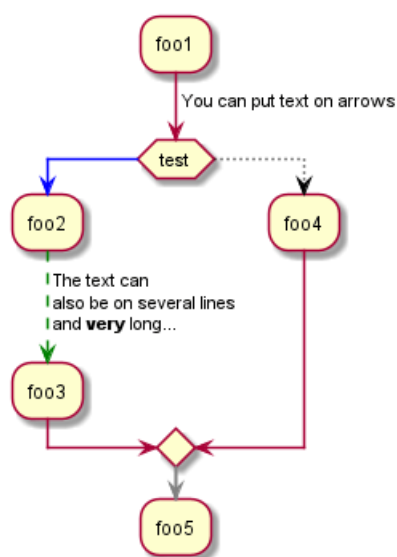 foo1
You can put text on arrows
test
foo2
foo4
The text can
also be on several lines
and very long...
foo3
foo5